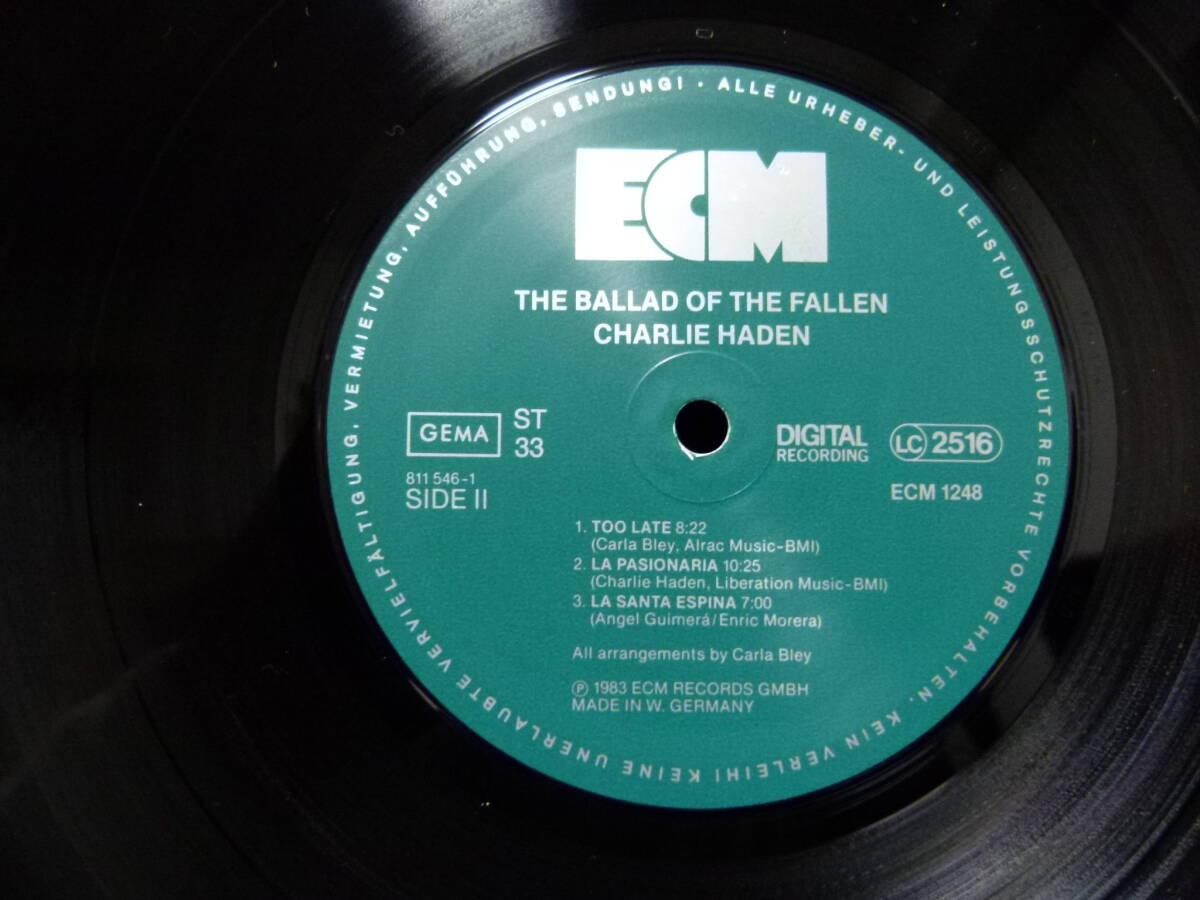 ECM
THE BALLAD OF THE FALLEN
CHARLIE HADEN
GEMA
ST
33
811 546-1
SIDE II
DIGITAL
RECORDING
LC 2516
ECM 1248
1. TOO LATE 8:22
(Carla Bley, Alrac Music-BMI)
2. LA PASIONARIA 10:25
(Charlie Haden, Liberation Music-BMI)
3. LA SANTA ESPINA 7:00
(Angel Guimerá/Enric Morera)
All arrangements by Carla Bley
Ⓟ 1983 ECM RECORDS GMBH
MADE IN W. GERMANY
· ALLE URHEBER- UND LEISTUNGSSCHUTZRECHTE VORBEHALTEN. KEIN VERLEIH! KEINE UNERLAUBTE VERVIELFÄLTIGUNG, VERMIETUNG, AUFFÜHRUNG, SENDUNG!